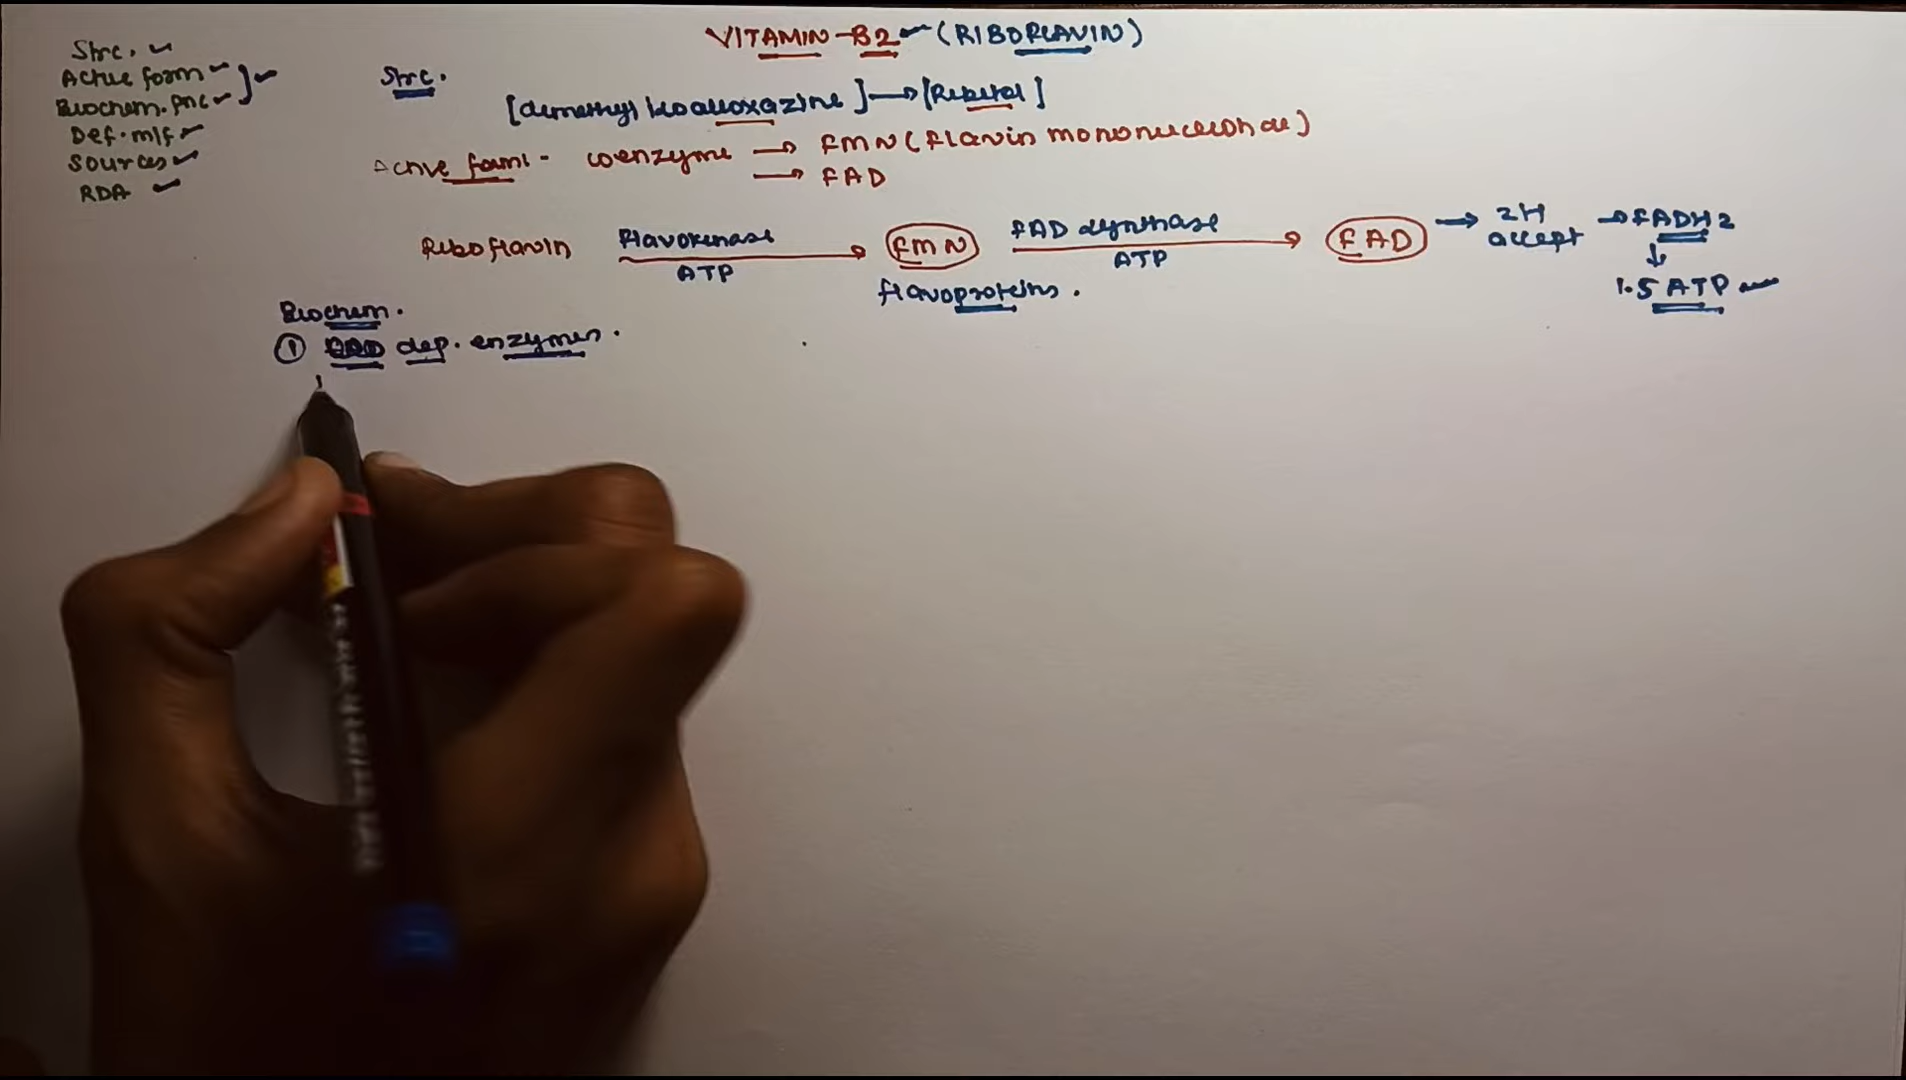 VITAMIN-B2 (RIBOFLAVIN)
Strc.
Active form
Biochem. fnc
Def. m/f
Sources
RDA
Strc.
[dimethyl isoalloxazine] → [Ribital]
Active form:- coenzyme → FMN (flavin mononucleotide)
→ FAD
Riboflavin Flavokinase ATP → FMN FAD synthase ATP → FAD → 2H accept → FADH2
flavoproteins.
↓
1.5 ATP
Biochem.
① FAD dep. enzymes.